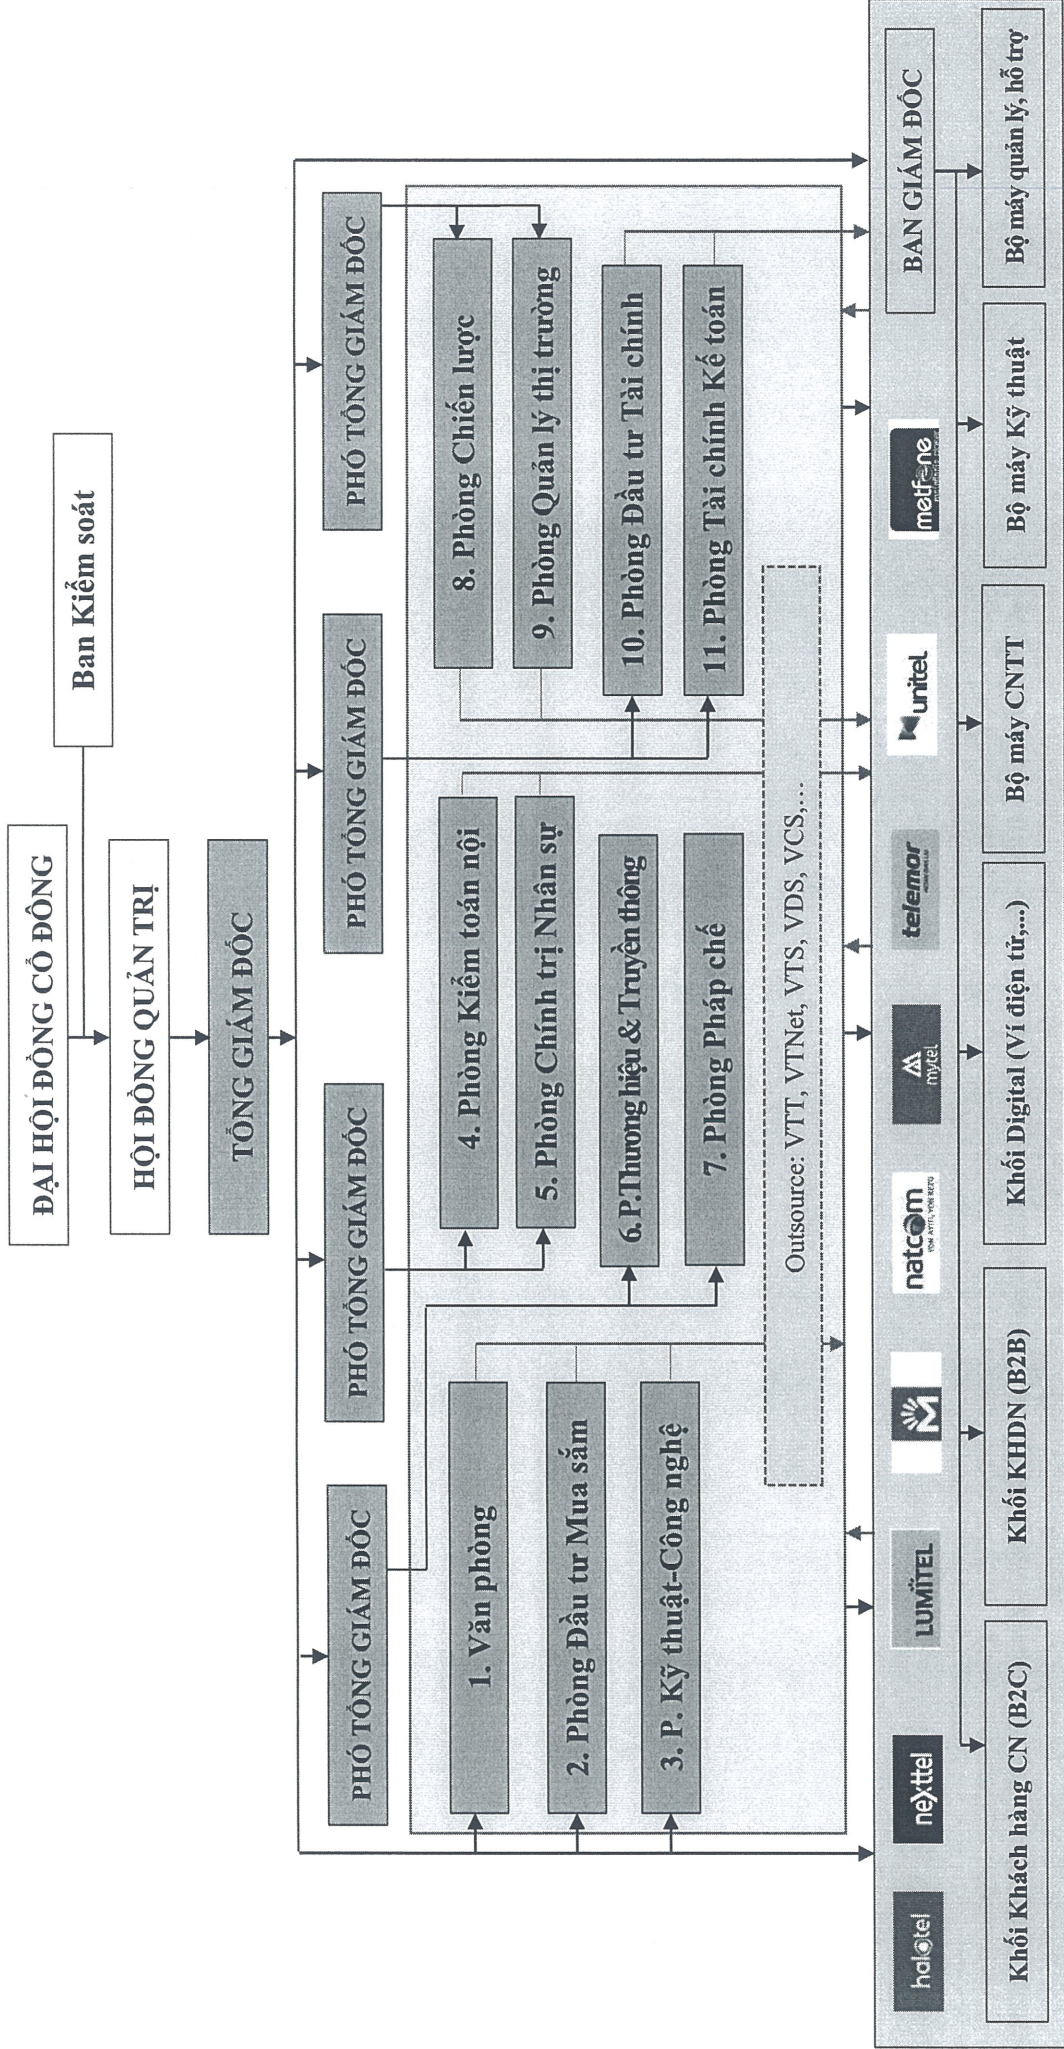 ĐẠI HỘI ĐỒNG CỔ ĐÔNG
Ban Kiểm soát
HỘI ĐỒNG QUẢN TRỊ
TỔNG GIÁM ĐỐC
PHÓ TỔNG GIÁM ĐỐC
PHÓ TỔNG GIÁM ĐỐC
PHÓ TỔNG GIÁM ĐỐC
PHÓ TỔNG GIÁM ĐỐC
1. Văn phòng
2. Phòng Đầu tư Mua sắm
3. P. Kỹ thuật-Công nghệ
4. Phòng Kiểm toán nội
5. Phòng Chính trị Nhân sự
6. P.Thương hiệu & Truyền thông
7. Phòng Pháp chế
8. Phòng Chiến lược
9. Phòng Quản lý thị trường
10. Phòng Đầu tư Tài chính
11. Phòng Tài chính Kế toán
Outsource: VTT, VTNet, VTS, VDS, VCS,...
halotel
nexttel
LUMITEL
M
natcom
mytel
telemor
unitel
metfone
BAN GIÁM ĐỐC
Khối Khách hàng CN (B2C)
Khối KHDN (B2B)
Khối Digital (Ví điện tử,...)
Bộ máy CNTT
Bộ máy Kỹ thuật
Bộ máy quản lý, hỗ trợ